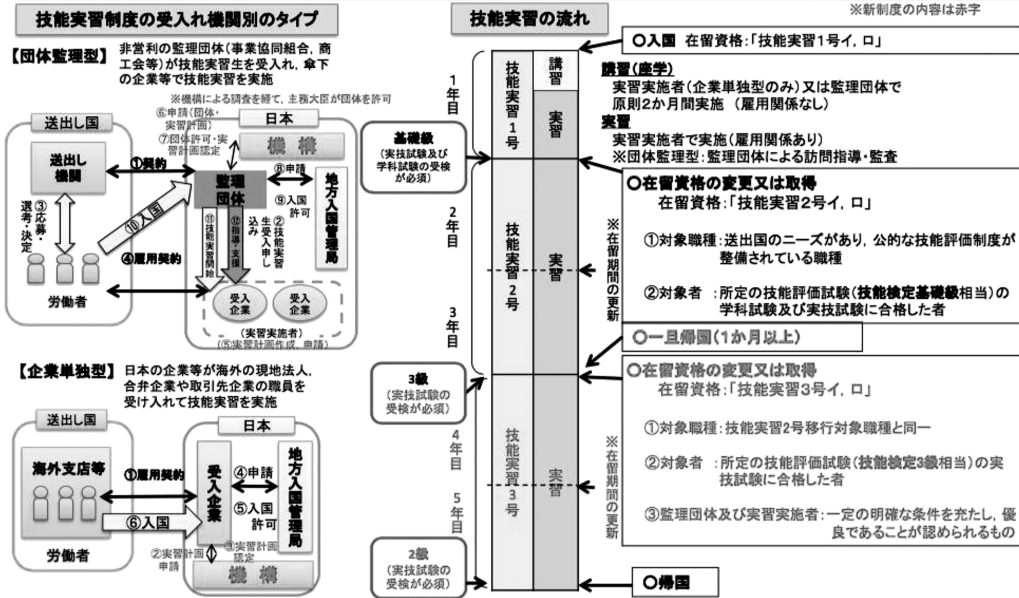 技能実習制度の受入れ機関別のタイプ
【団体監理型】
非営利の監理団体(事業協同組合, 商
工会等)が技能実習生を受入れ, 傘下
の企業等で技能実習を実施
※機構による調査を経て, 主務大臣が団体を許可
送出し国
日本
⑥申請(団体・
実習計画)
⑦団体許可・実
習計画認定
機構
送出し
機関
①契約
監理
団体
⑧申請
⑨入国
許可
地方入国管理局
③応募・
選考・決定
⑩入国
⑪技能実習開始
⑫指導・支援
②技能実習
生受入申し
込み
④雇用契約
労働者
受入
企業
受入
企業
(実習実施者)
(⑤実習計画作成, 申請)
【企業単独型】
日本の企業等が海外の現地法人,
合弁企業や取引先企業の職員を
受け入れて技能実習を実施
送出し国
日本
海外支店等
①雇用契約
受入企業
④申請
⑤入国
許可
地方入国管理局
⑥入国
労働者
②実習計画
申請
③実習計画
認定
機構
技能実習の流れ
※新制度の内容は赤字
1年目
2年目
3年目
4年目
5年目
技能実習1号
講習
実習
技能実習2号
実習
技能実習3号
実習
基礎級
(実技試験及び
学科試験の受検
が必須)
3級
(実技試験の
受検が必須)
2級
(実技試験の
受検が必須)
○入国 在留資格:「技能実習1号イ, ロ」
講習(座学)
実習実施者(企業単独型のみ)又は監理団体で
原則2か月間実施 (雇用関係なし)
実習
実習実施者で実施(雇用関係あり)
※団体監理型:監理団体による訪問指導・監査
※在留期間の更新
○在留資格の変更又は取得
在留資格:「技能実習2号イ, ロ」
①対象職種:送出国のニーズがあり, 公的な技能評価制度が
整備されている職種
②対象者 :所定の技能評価試験(技能検定基礎級相当)の
学科試験及び実技試験に合格した者
○一旦帰国(1か月以上)
※在留期間の更新
○在留資格の変更又は取得
在留資格:「技能実習3号イ, ロ」
①対象職種:技能実習2号移行対象職種と同一
②対象者 :所定の技能評価試験(技能検定3級相当)の実
技試験に合格した者
③監理団体及び実習実施者:一定の明確な条件を充たし, 優
良であることが認められるもの
○帰国